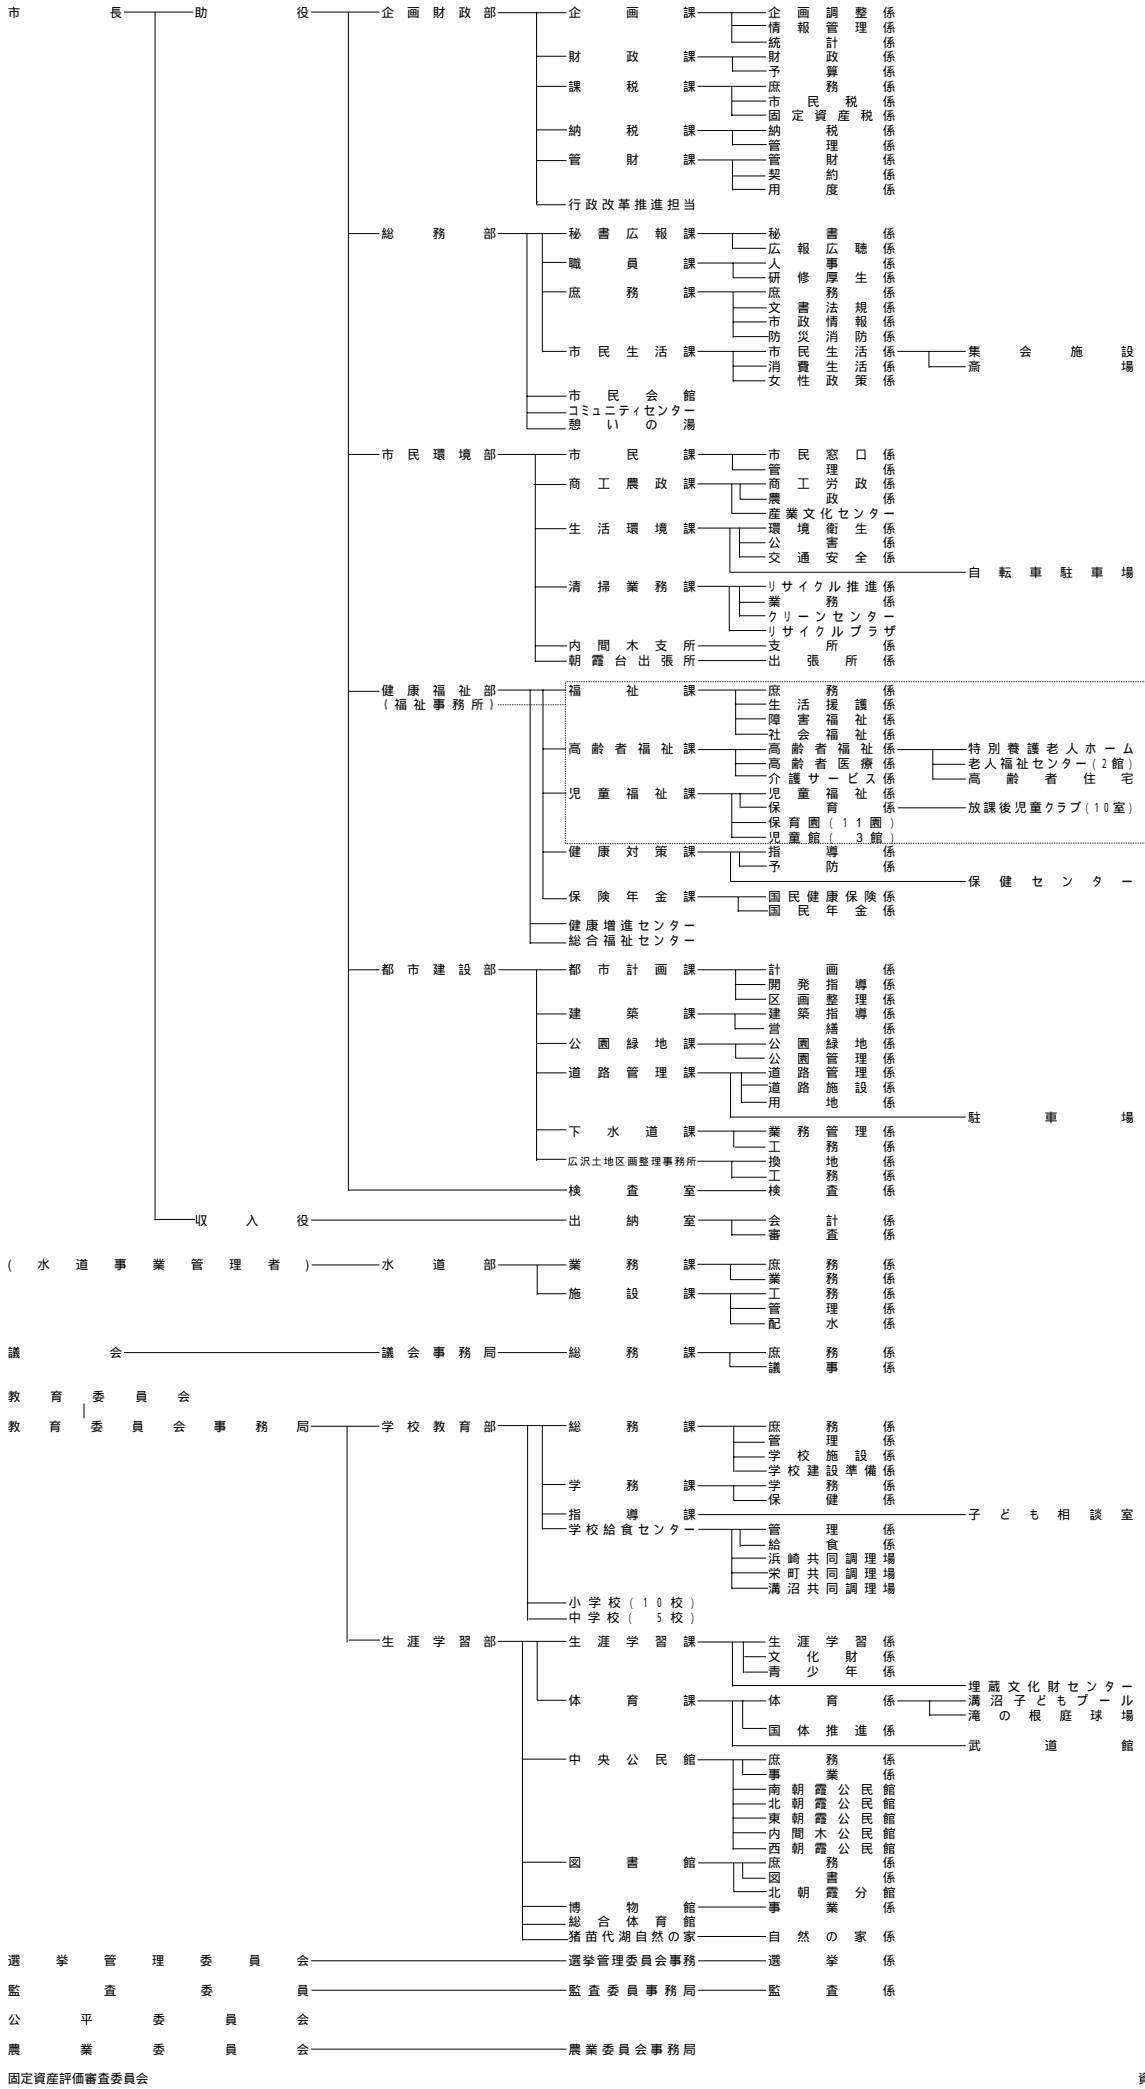 市長 助役 企画財政部 企画課 企画調整係
情報管理係
統計係
財政課 財政係
予算係
課税課 庶務係
市民税係
固定資産税係
納税課 納税係
管理係
管財課 管財係
契約係
用度係
行政改革推進担当
総務部 秘書広報課 秘書係
広報広聴係
職員課 人事係
研修厚生係
庶務課 庶務係
文書法規係
市政情報係
防災消防係
市民生活課 市民生活係 集会施設
消費生活係 斎場
女性政策係
市民会館
コミュニティセンター
憩いの湯
市民環境部 市民課 市民窓口係
管理係
商工農政課 商工労政係
農政係
産業文化センター
生活環境課 環境衛生係
公害係
交通安全係
自転車駐車場
清掃業務課 リサイクル推進係
業務係
クリーンセンター
リサイクルプラザ
内間木支所 支所係
朝霞台出張所 出張所係
健康福祉部 福祉課 庶務係
(福祉事務所) 生活援護係
障害福祉係
社会福祉係
高齢者福祉課 高齢者福祉係 特別養護老人ホーム
高齢者医療係 老人福祉センター(2館)
介護サービス係 高齢者住宅
児童福祉課 児童福祉係
保育係 放課後児童クラブ(10室)
保育園(11園)
児童館( 3館)
健康対策課 指導係
予防係
保健センター
保険年金課 国民健康保険係
国民年金係
健康増進センター
総合福祉センター
都市建設部 都市計画課 計画係
開発指導係
区画整理係
建築課 建築指導係
営繕係
公園緑地課 公園緑地係
公園管理係
道路管理課 道路管理係
道路施設係
用地係
駐車場
下水道課 業務管理係
工務係
広沢土地区画整理事務所 換地係
工務係
検査室 検査係
収入役 出納室 会計係
審査係
(水道事業管理者) 水道部 業務課 庶務係
業務係
施設課 工務係
管理係
配水係
議会 議会事務局 総務課 庶務係
議事係
教育委員会
教育委員会事務局 学校教育部 総務課 庶務係
管理係
学校施設係
学校建設準備係
学務課 学務係
保健係
指導課 子ども相談室
学校給食センター 管理係
給食係
浜崎共同調理場
栄町共同調理場
溝沼共同調理場
小学校(10校)
中学校( 5校)
生涯学習部 生涯学習課 生涯学習係
文化財係
青少年係
埋蔵文化財センター
体育課 体育係 溝沼子どもプール
滝の根庭球場
国体推進係
武道館
中央公民館 庶務係
事業係
南朝霞公民館
北朝霞公民館
東朝霞公民館
内間木公民館
西朝霞公民館
図書館 庶務係
図書係
北朝霞分館
博物館 事業係
総合体育館
猪苗代湖自然の家 自然の家係
選挙管理委員会 選挙管理委員会事務 選挙係
監査委員 監査委員事務局 監査係
公平委員会
農業委員会 農業委員会事務局
固定資産評価審査委員会